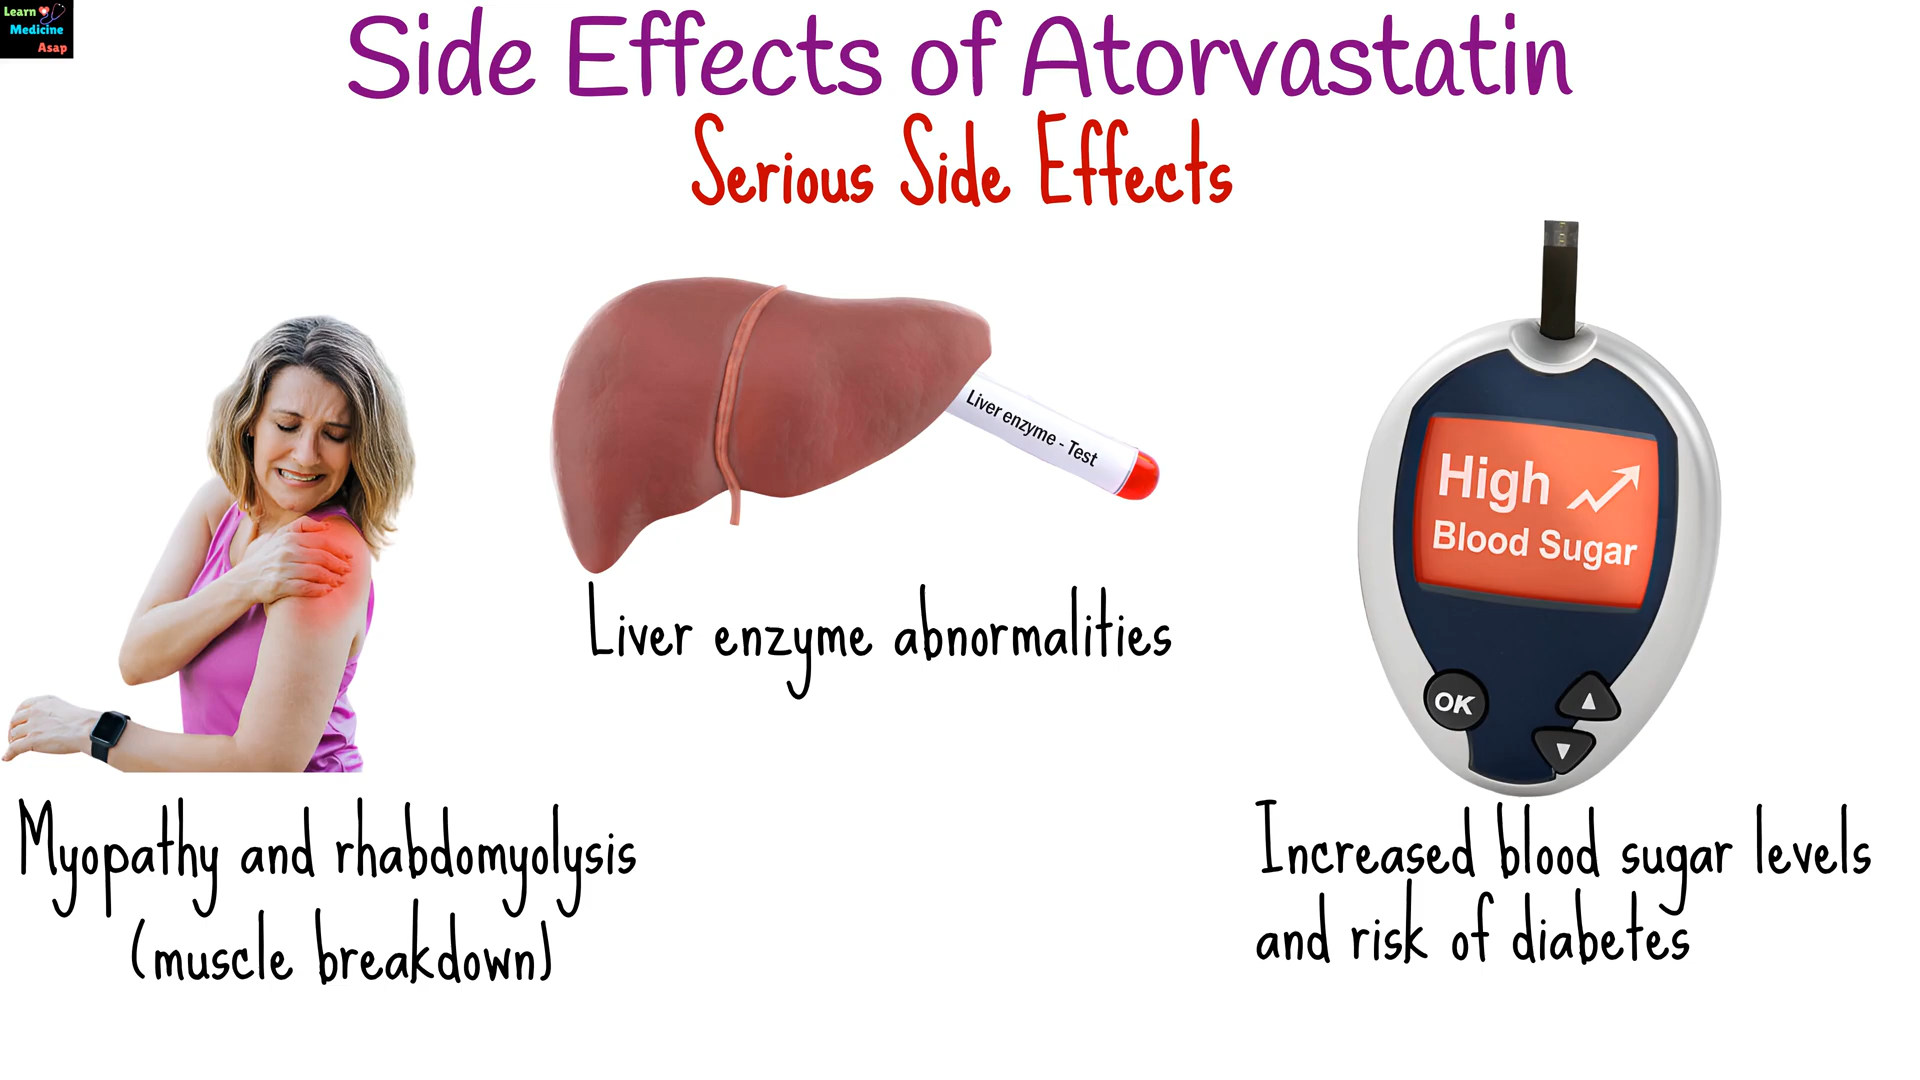 Learn
Medicine
Asap
Side Effects of Atorvastatin
Serious Side Effects
Liver enzyme - Test
High
Blood Sugar
OK
Liver enzyme abnormalities
Myopathy and rhabdomyolysis
(muscle breakdown)
Increased blood sugar levels
and risk of diabetes